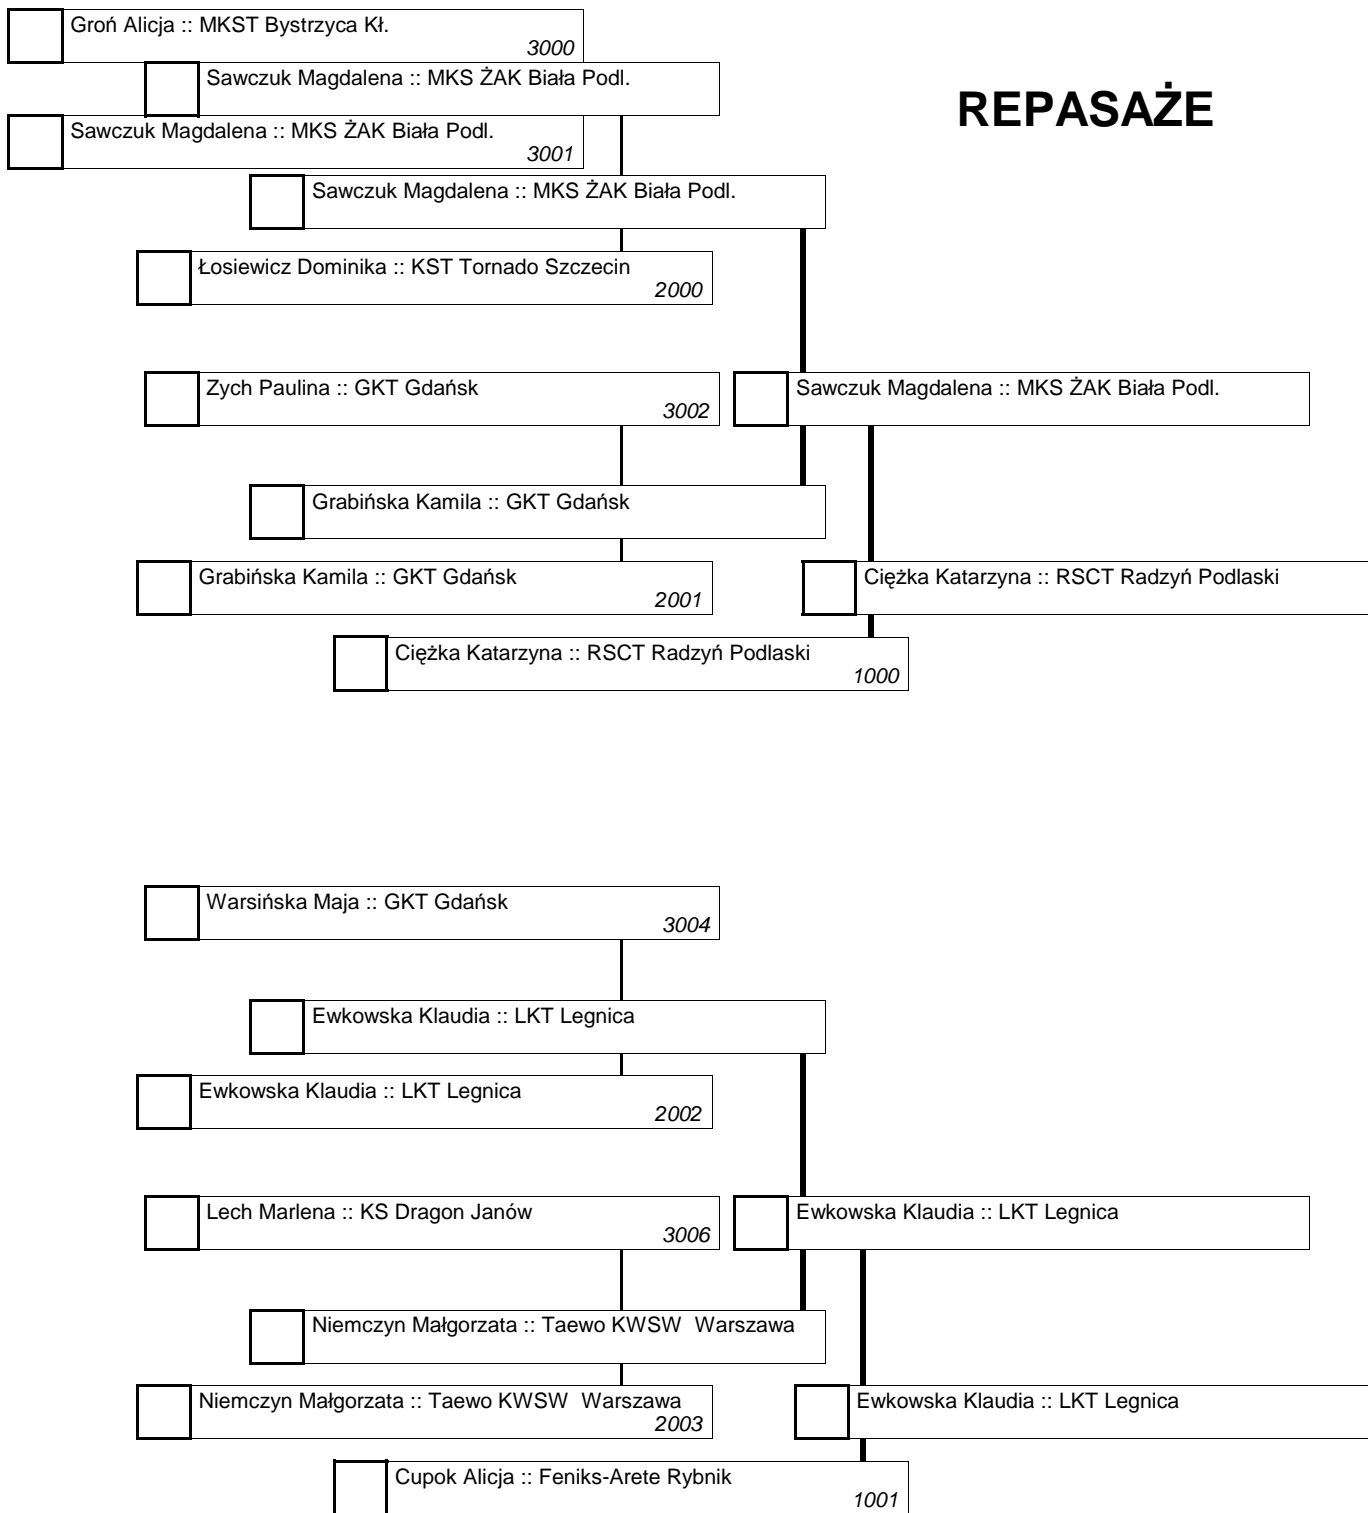 Groń Alicja :: MKST Bystrzyca Kł.
3000
Sawczuk Magdalena :: MKS ŻAK Biała Podl.
REPASAŻE
Sawczuk Magdalena :: MKS ŻAK Biała Podl.
3001
Sawczuk Magdalena :: MKS ŻAK Biała Podl.
Łosiewicz Dominika :: KST Tornado Szczecin
2000
Zych Paulina :: GKT Gdańsk
3002
Sawczuk Magdalena :: MKS ŻAK Biała Podl.
Grabińska Kamila :: GKT Gdańsk
Grabińska Kamila :: GKT Gdańsk
2001
Ciężka Katarzyna :: RSCT Radzyń Podlaski
Ciężka Katarzyna :: RSCT Radzyń Podlaski
1000
Warsińska Maja :: GKT Gdańsk
3004
Ewkowska Klaudia :: LKT Legnica
Ewkowska Klaudia :: LKT Legnica
2002
Lech Marlena :: KS Dragon Janów
3006
Ewkowska Klaudia :: LKT Legnica
Niemczyn Małgorzata :: Taewo KWSW  Warszawa
Niemczyn Małgorzata :: Taewo KWSW  Warszawa
2003
Ewkowska Klaudia :: LKT Legnica
Cupok Alicja :: Feniks-Arete Rybnik
1001